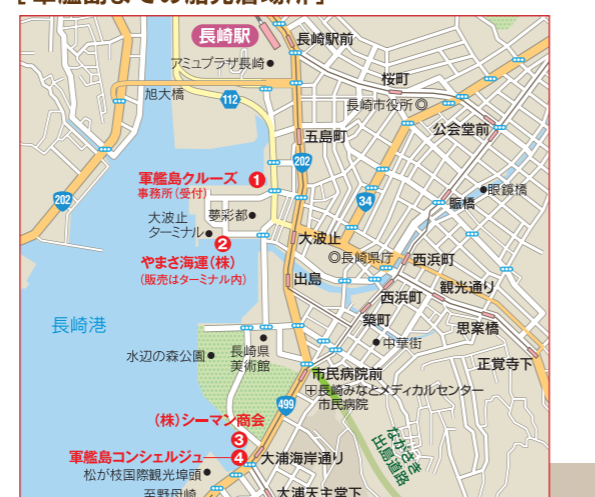 [軍艦島までの船発着場所]
長崎駅
長崎駅前
アミュプラザ長崎
桜町
旭大橋
112
長崎市役所
五島町
公会堂前
202
軍艦島クルーズ 1
事務所(受付)
34
202
賑橋
眼鏡橋
大波止
ターミナル
夢彩都
2
やまさ海運(株)
(販売はターミナル内)
大波止
長崎県庁
西浜町
出島
西浜町
観光通り
築町
思案橋
長崎港
中華街
水辺の森公園
長崎県
美術館
正覚寺下
市民病院前
長崎みなとメディカルセンター
市民病院
499
(株)シーマン商会
3
軍艦島コンシェルジュ 4
大浦海岸通り
ながさき
出島道路
松が枝国際観光埠頭
至野母崎
大浦天主堂下